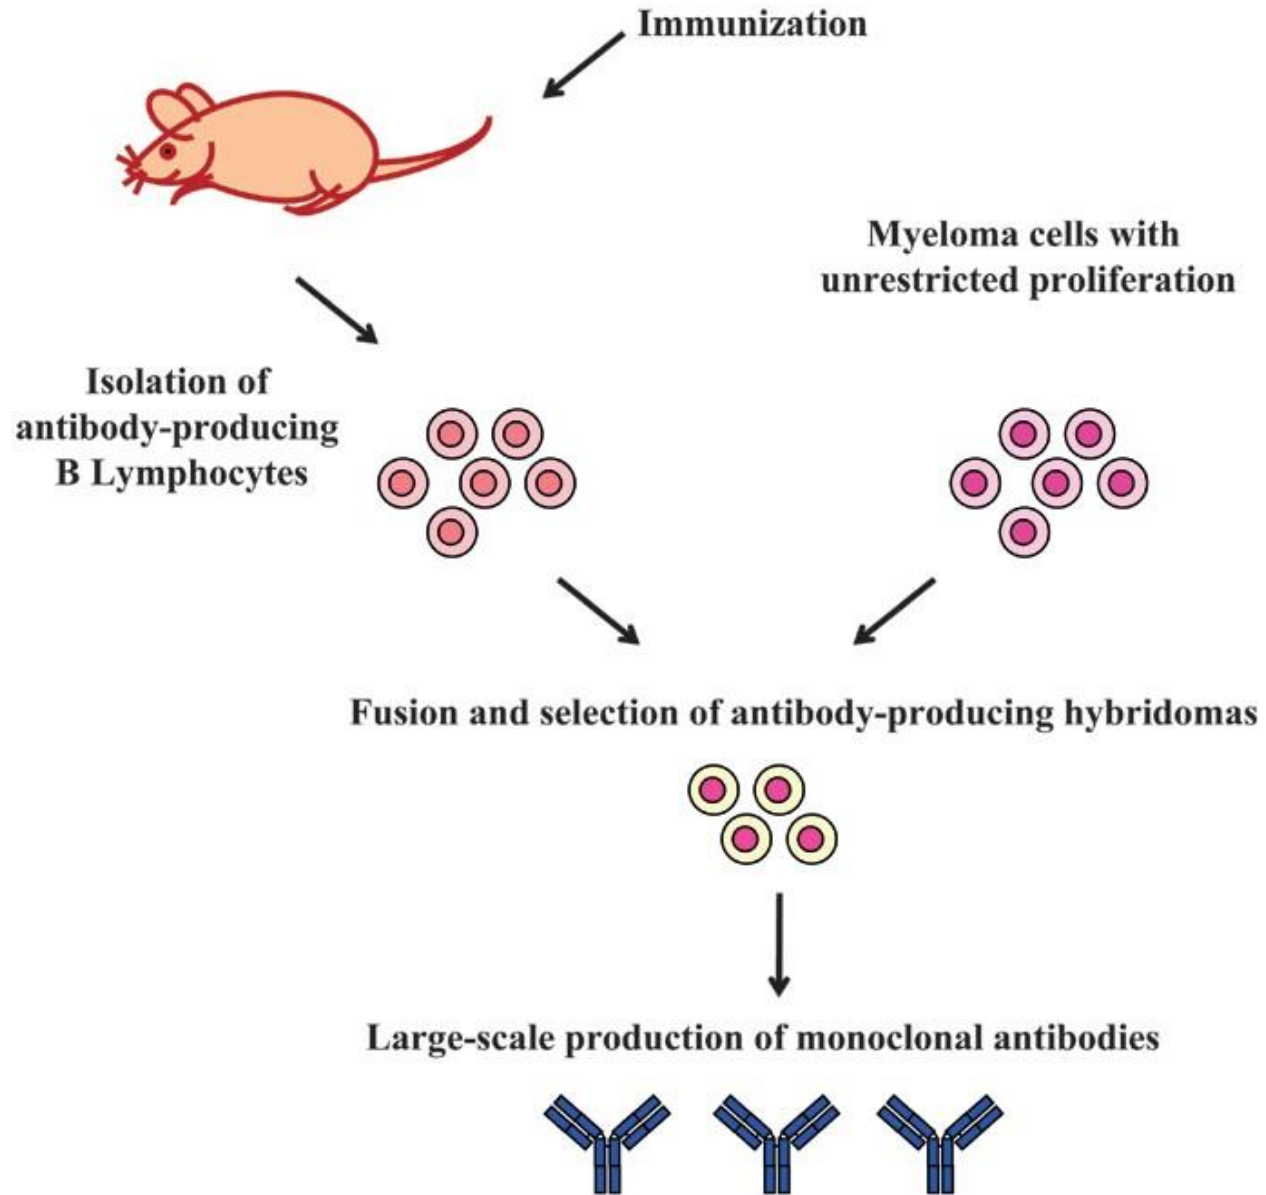 Immunization
Myeloma cells with
unrestricted proliferation
Isolation of
antibody-producing
B Lymphocytes
Fusion and selection of antibody-producing hybridomas
Large-scale production of monoclonal antibodies